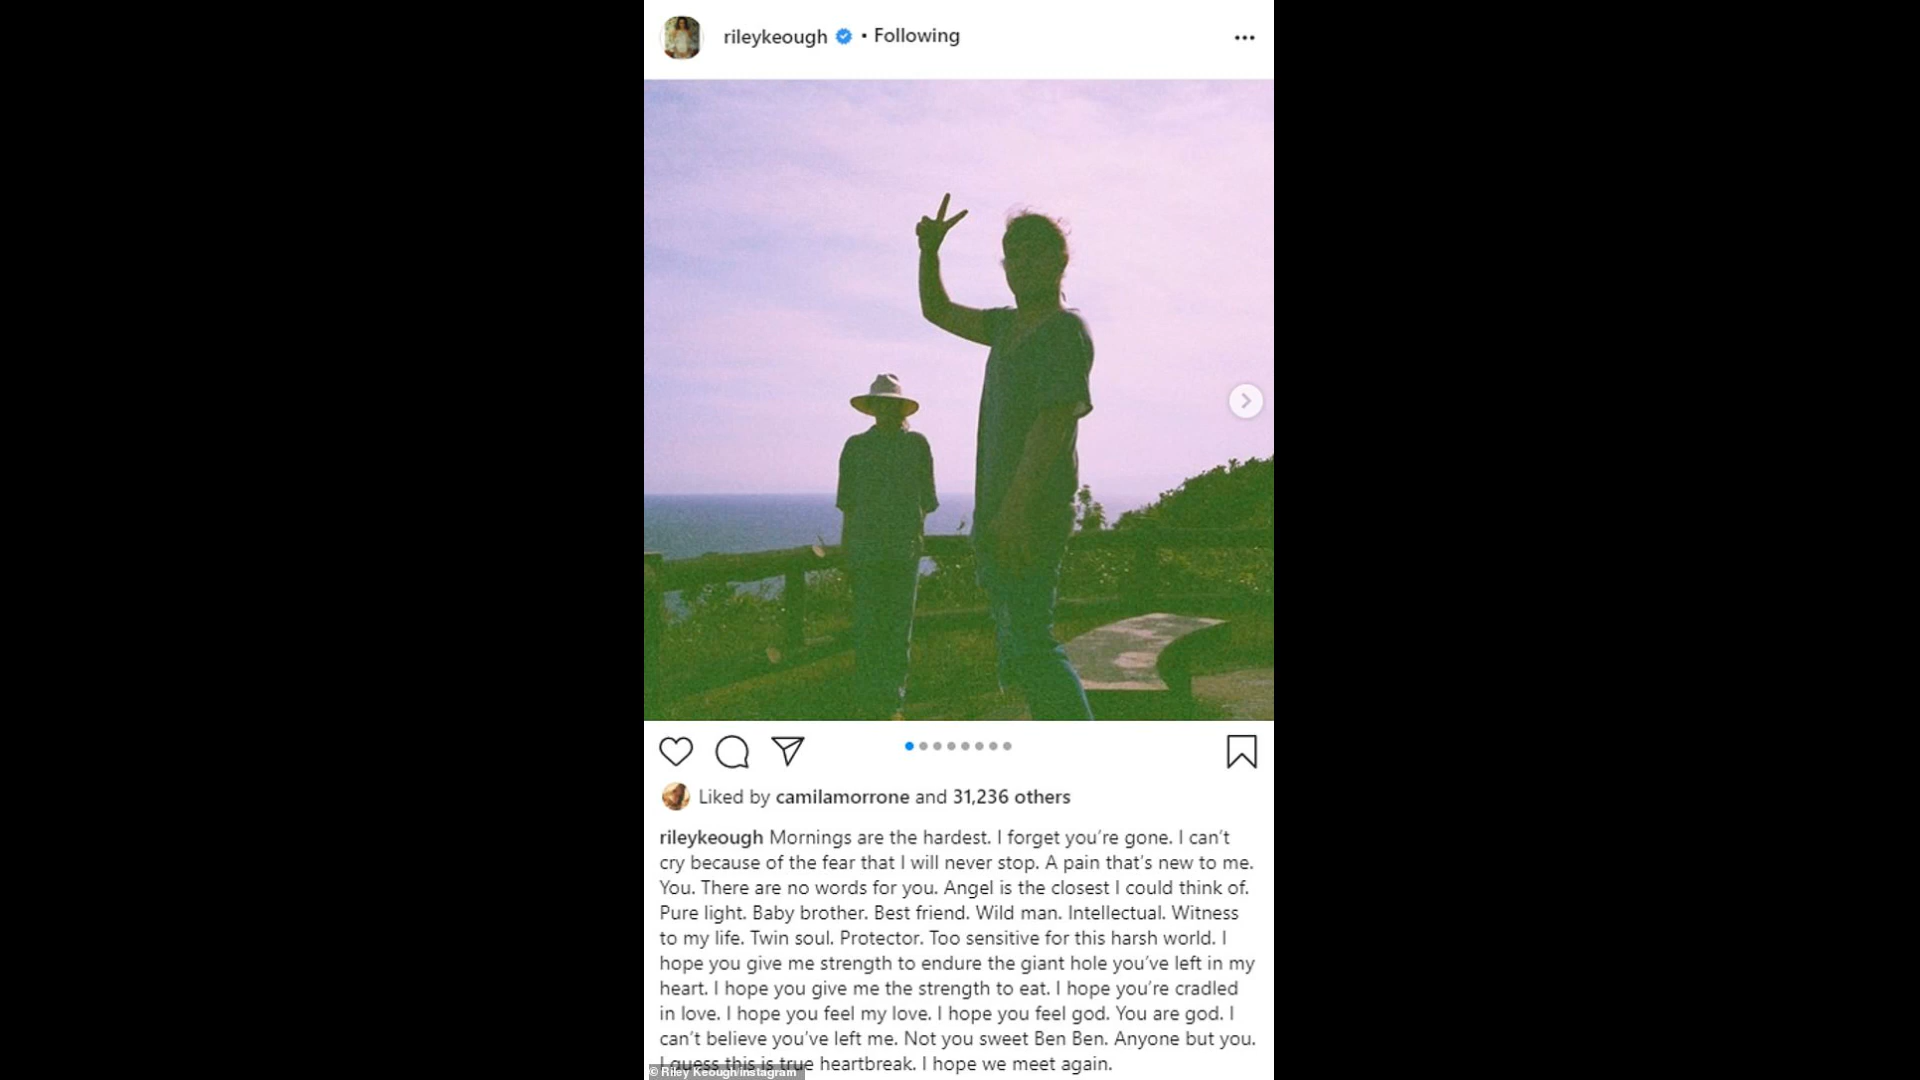 rileykeough • Following
Liked by camilamorrone and 31,236 others
rileykeough Mornings are the hardest. I forget you’re gone. I can’t
cry because of the fear that I will never stop. A pain that’s new to me.
You. There are no words for you. Angel is the closest I could think of.
Pure light. Baby brother. Best friend. Wild man. Intellectual. Witness
to my life. Twin soul. Protector. Too sensitive for this harsh world. I
hope you give me strength to endure the giant hole you’ve left in my
heart. I hope you give me the strength to eat. I hope you’re cradled
in love. I hope you feel my love. I hope you feel god. You are god. I
can’t believe you’ve left me. Not you sweet Ben Ben. Anyone but you.
I guess this is true heartbreak. I hope we meet again.
© Riley Keough/instagram